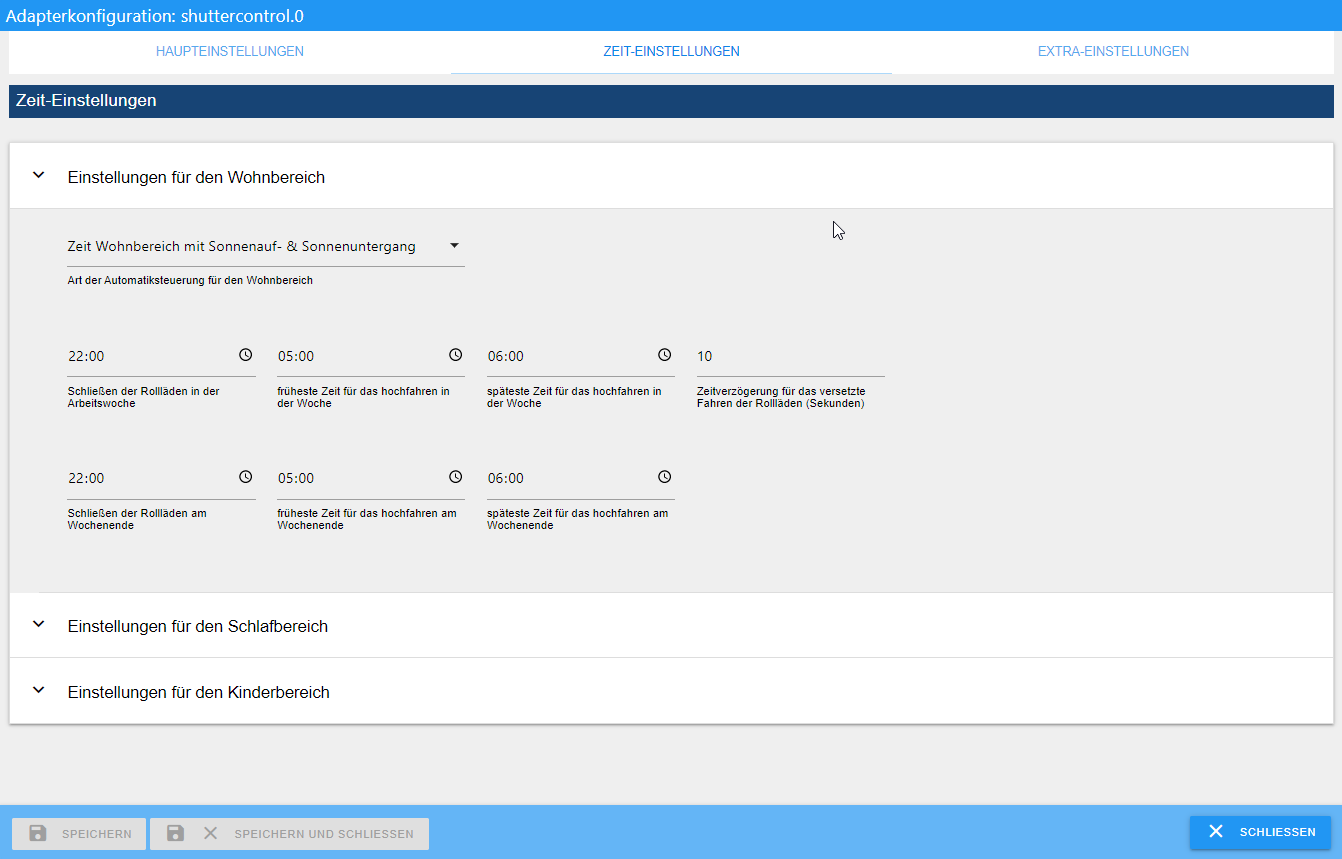 Adapterkonfiguration: shuttercontrol.0
HAUPTEINSTELLUNGEN
ZEIT-EINSTELLUNGEN
EXTRA-EINSTELLUNGEN
Zeit-Einstellungen
Einstellungen für den Wohnbereich
Zeit Wohnbereich mit Sonnenauf- & Sonnenuntergang
Art der Automatiksteuerung für den Wohnbereich
22:00
Schließen der Rollläden in der
Arbeitswoche
05:00
früheste Zeit für das hochfahren in
der Woche
06:00
späteste Zeit für das hochfahren in
der Woche
10
Zeitverzögerung für das versetzte
Fahren der Rollläden (Sekunden)
22:00
Schließen der Rollläden am
Wochenende
05:00
früheste Zeit für das hochfahren am
Wochenende
06:00
späteste Zeit für das hochfahren am
Wochenende
Einstellungen für den Schlafbereich
Einstellungen für den Kinderbereich
SPEICHERN
SPEICHERN UND SCHLIESSEN
SCHLIESSEN